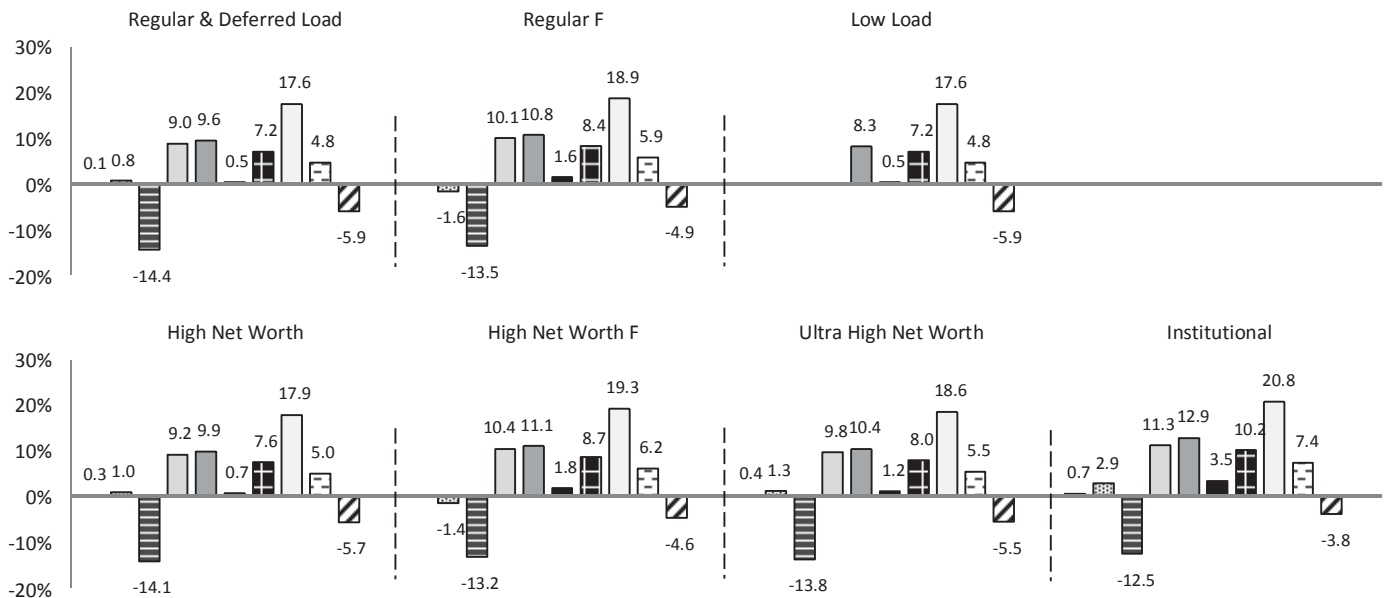 Regular & Deferred Load Regular F Low Load
30%
20%
10%
0%
-10%
-20%
0.1 0.8 -14.4 9.0 9.6 0.5 7.2 17.6 4.8 -5.9
-1.6 -13.5 10.1 10.8 1.6 8.4 18.9 5.9 -4.9
8.3 0.5 7.2 17.6 4.8 -5.9
High Net Worth High Net Worth F Ultra High Net Worth Institutional
30%
20%
10%
0%
-10%
-20%
0.3 1.0 -14.1 9.2 9.9 0.7 7.6 17.9 5.0 -5.7
-1.4 -13.2 10.4 11.1 1.8 8.7 19.3 6.2 -4.6
0.4 1.3 -13.8 9.8 10.4 1.2 8.0 18.6 5.5 -5.5
0.7 2.9 -12.5 11.3 12.9 3.5 10.2 20.8 7.4 -3.8